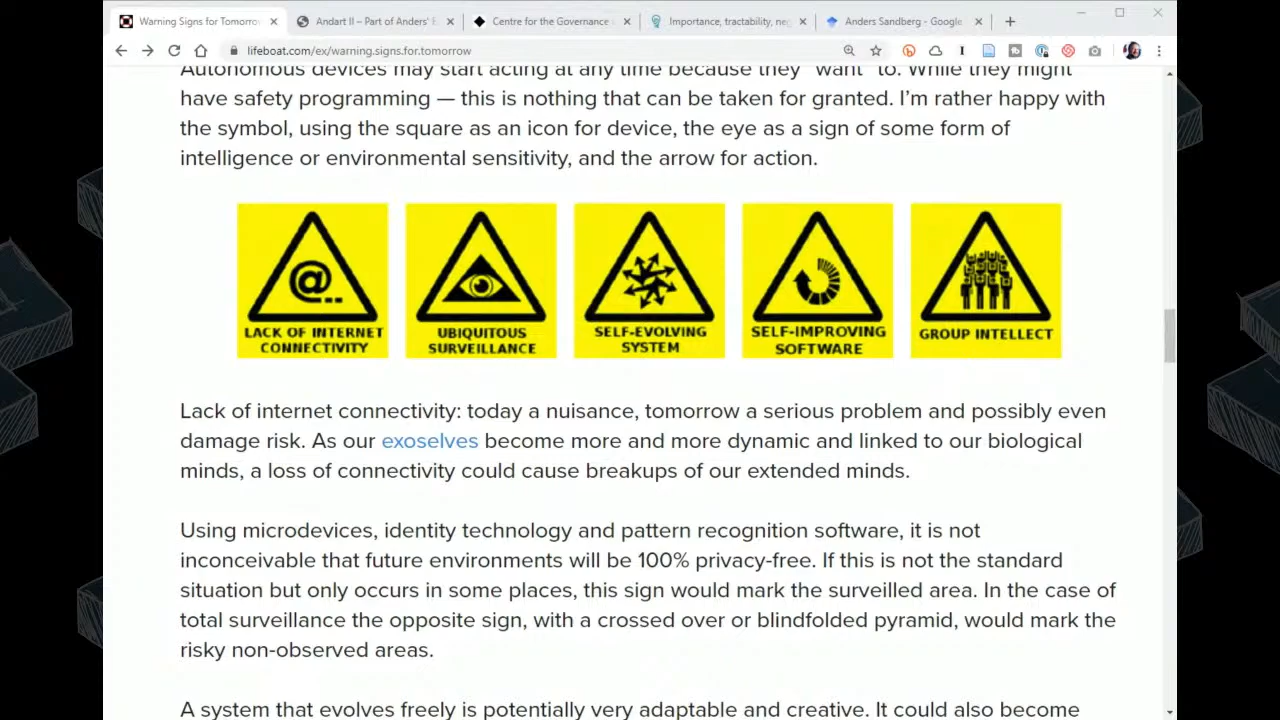 Warning Signs for Tomorro
Andart II – Part of Anders' E
Centre for the Governance
Importance, tractability, neg
Anders Sandberg - Google
lifeboat.com/ex/warning.signs.for.tomorrow
Autonomous devices may start acting at any time because they "want" to. While they might
have safety programming — this is nothing that can be taken for granted. I'm rather happy with
the symbol, using the square as an icon for device, the eye as a sign of some form of
intelligence or environmental sensitivity, and the arrow for action.
@..
LACK OF INTERNET
CONNECTIVITY
UBIQUITOUS
SURVEILLANCE
SELF-EVOLVING
SYSTEM
SELF-IMPROVING
SOFTWARE
GROUP INTELLECT
Lack of internet connectivity: today a nuisance, tomorrow a serious problem and possibly even
damage risk. As our exoselves become more and more dynamic and linked to our biological
minds, a loss of connectivity could cause breakups of our extended minds.
Using microdevices, identity technology and pattern recognition software, it is not
inconceivable that future environments will be 100% privacy-free. If this is not the standard
situation but only occurs in some places, this sign would mark the surveilled area. In the case of
total surveillance the opposite sign, with a crossed over or blindfolded pyramid, would mark the
risky non-observed areas.
A system that evolves freely is potentially very adaptable and creative. It could also become